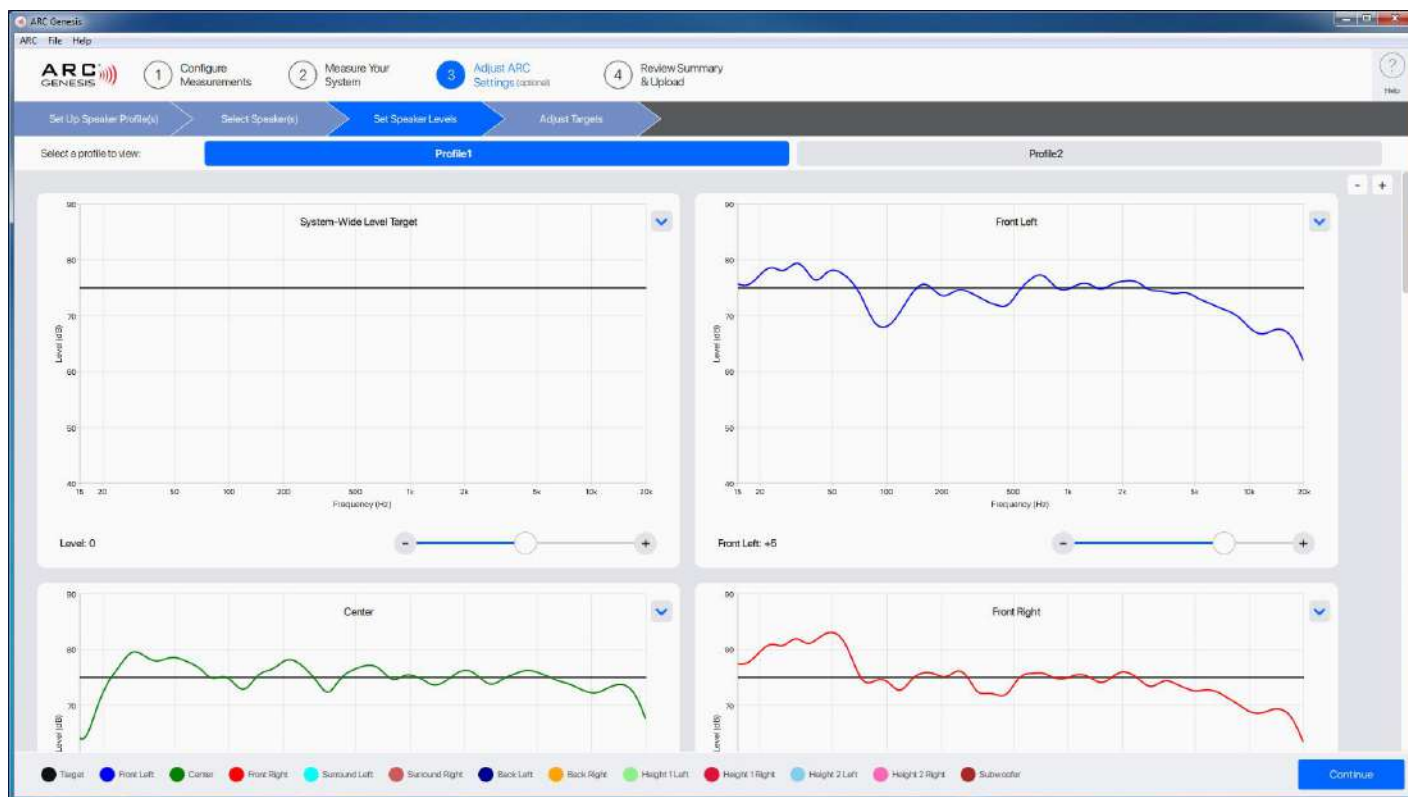 ARC Genesis
ARC File Help
ARC GENESIS
1 Configure Measurements
2 Measure Your System
3 Adjust ARC Settings (optional)
4 Review Summary & Upload
?
Help
Set Up Speaker Profile(s)
Select Speaker(s)
Set Speaker Levels
Adjust Targets
Select a profile to view:
Profile1
Profile2
- +
System-Wide Level Target
90
80
70
60
50
40
Level (dB)
15 20 50 100 200 500 1k 2k 5k 10k 20k
Frequency (Hz)
Level: 0
- +
Front Left
90
80
70
60
50
40
Level (dB)
15 20 50 100 200 500 1k 2k 5k 10k 20k
Frequency (Hz)
- +
Center
90
80
70
Level (dB)
Front Right
90
80
70
Level (dB)
Target Front Left Center Front Right Surround Left Surround Right Back Left Back Right Height 1 Left Height 1 Right Height 2 Left Height 2 Right Subwoofer
Continue